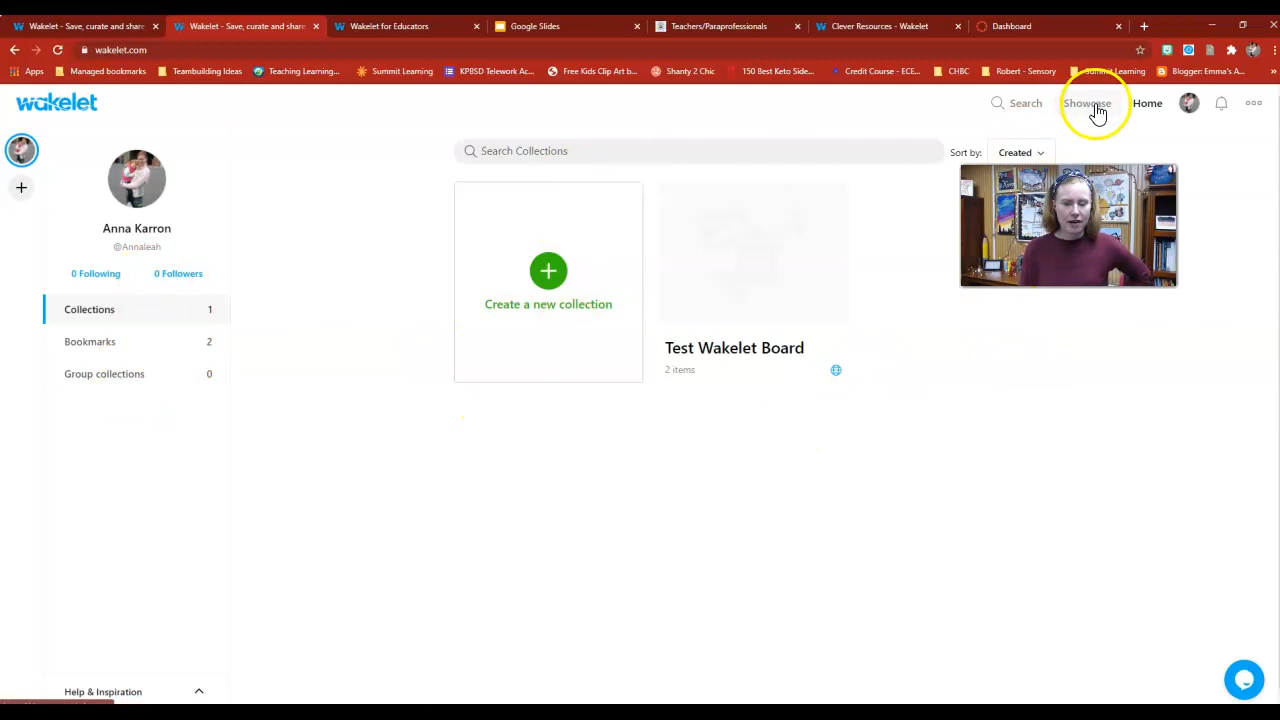 Wakelet - Save, curate and share
Wakelet - Save, curate and share
Wakelet for Educators
Google Slides
Teachers/Paraprofessionals
Clever Resources - Wakelet
Dashboard
wakelet.com
Apps
Managed bookmarks
Teambuilding Ideas
Teaching Learning...
Summit Learning
KPBSD Telework Ac...
Free Kids Clip Art b...
Shanty 2 Chic
150 Best Keto Side...
Credit Course - ECE...
CHBC
Robert - Sensory
Summit Learning
Blogger: Emma's A...
wakelet
Search
Showcase
Home
Search Collections
Sort by:
Created
Anna Karron
@Annaleah
0 Following
0 Followers
Collections 1
Bookmarks 2
Group collections 0
Create a new collection
Test Wakelet Board
2 items
Help & Inspiration